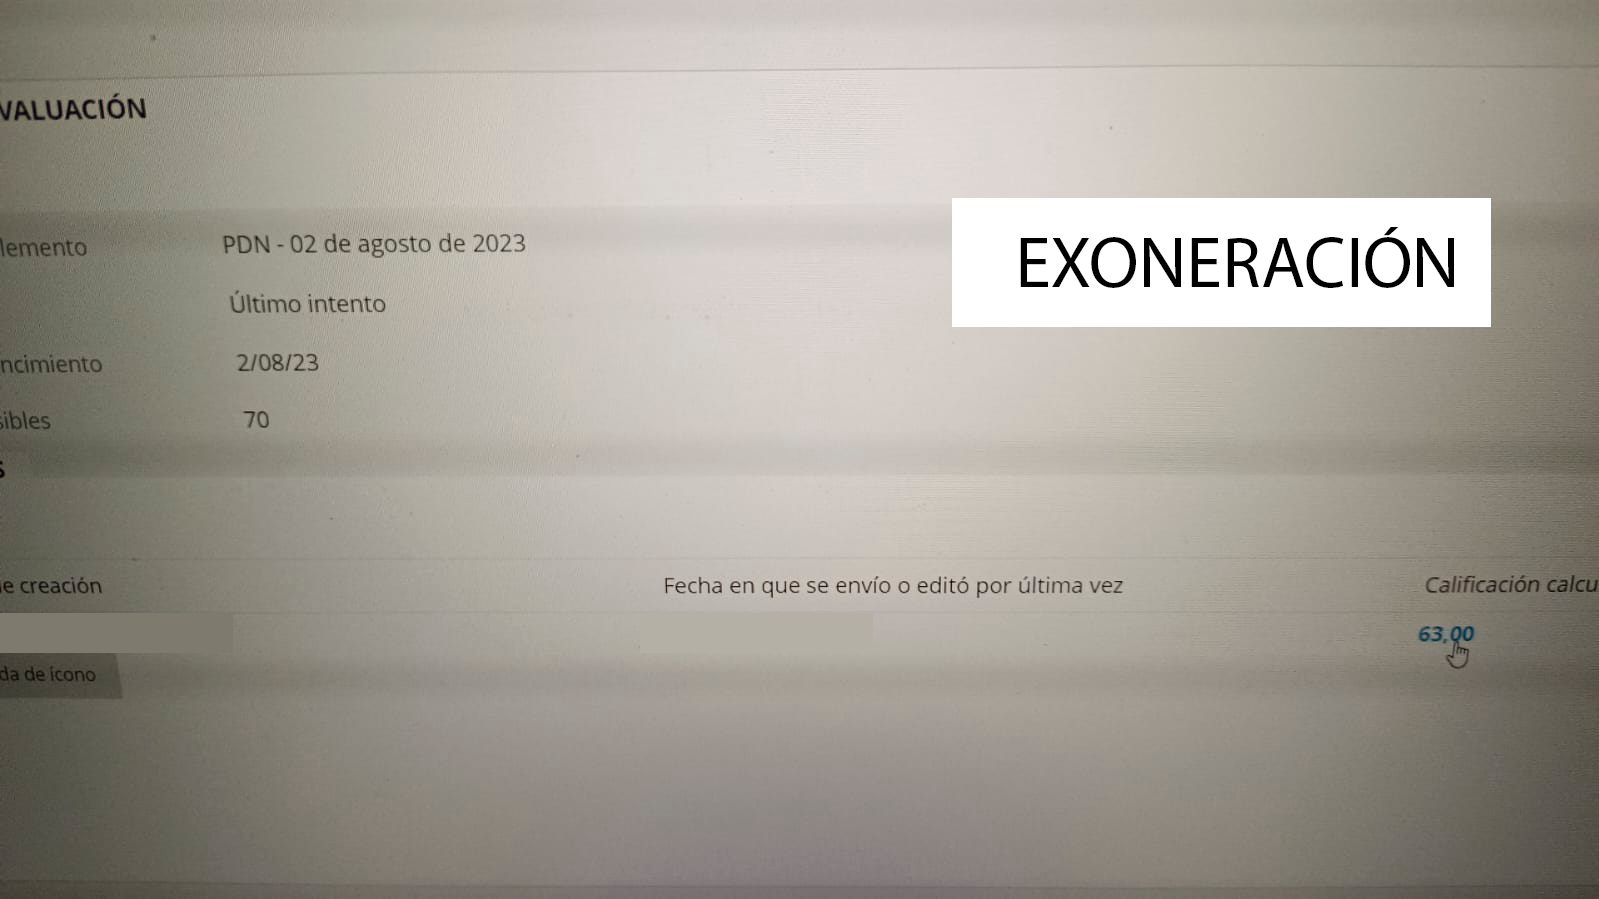 VALUACIÓN
EXONERACIÓN
lemento PDN - 02 de agosto de 2023
Último intento
ncimiento 2/08/23
sibles 70
s
e creación Fecha en que se envío o editó por última vez Calificación calcu
63,00
da de ícono